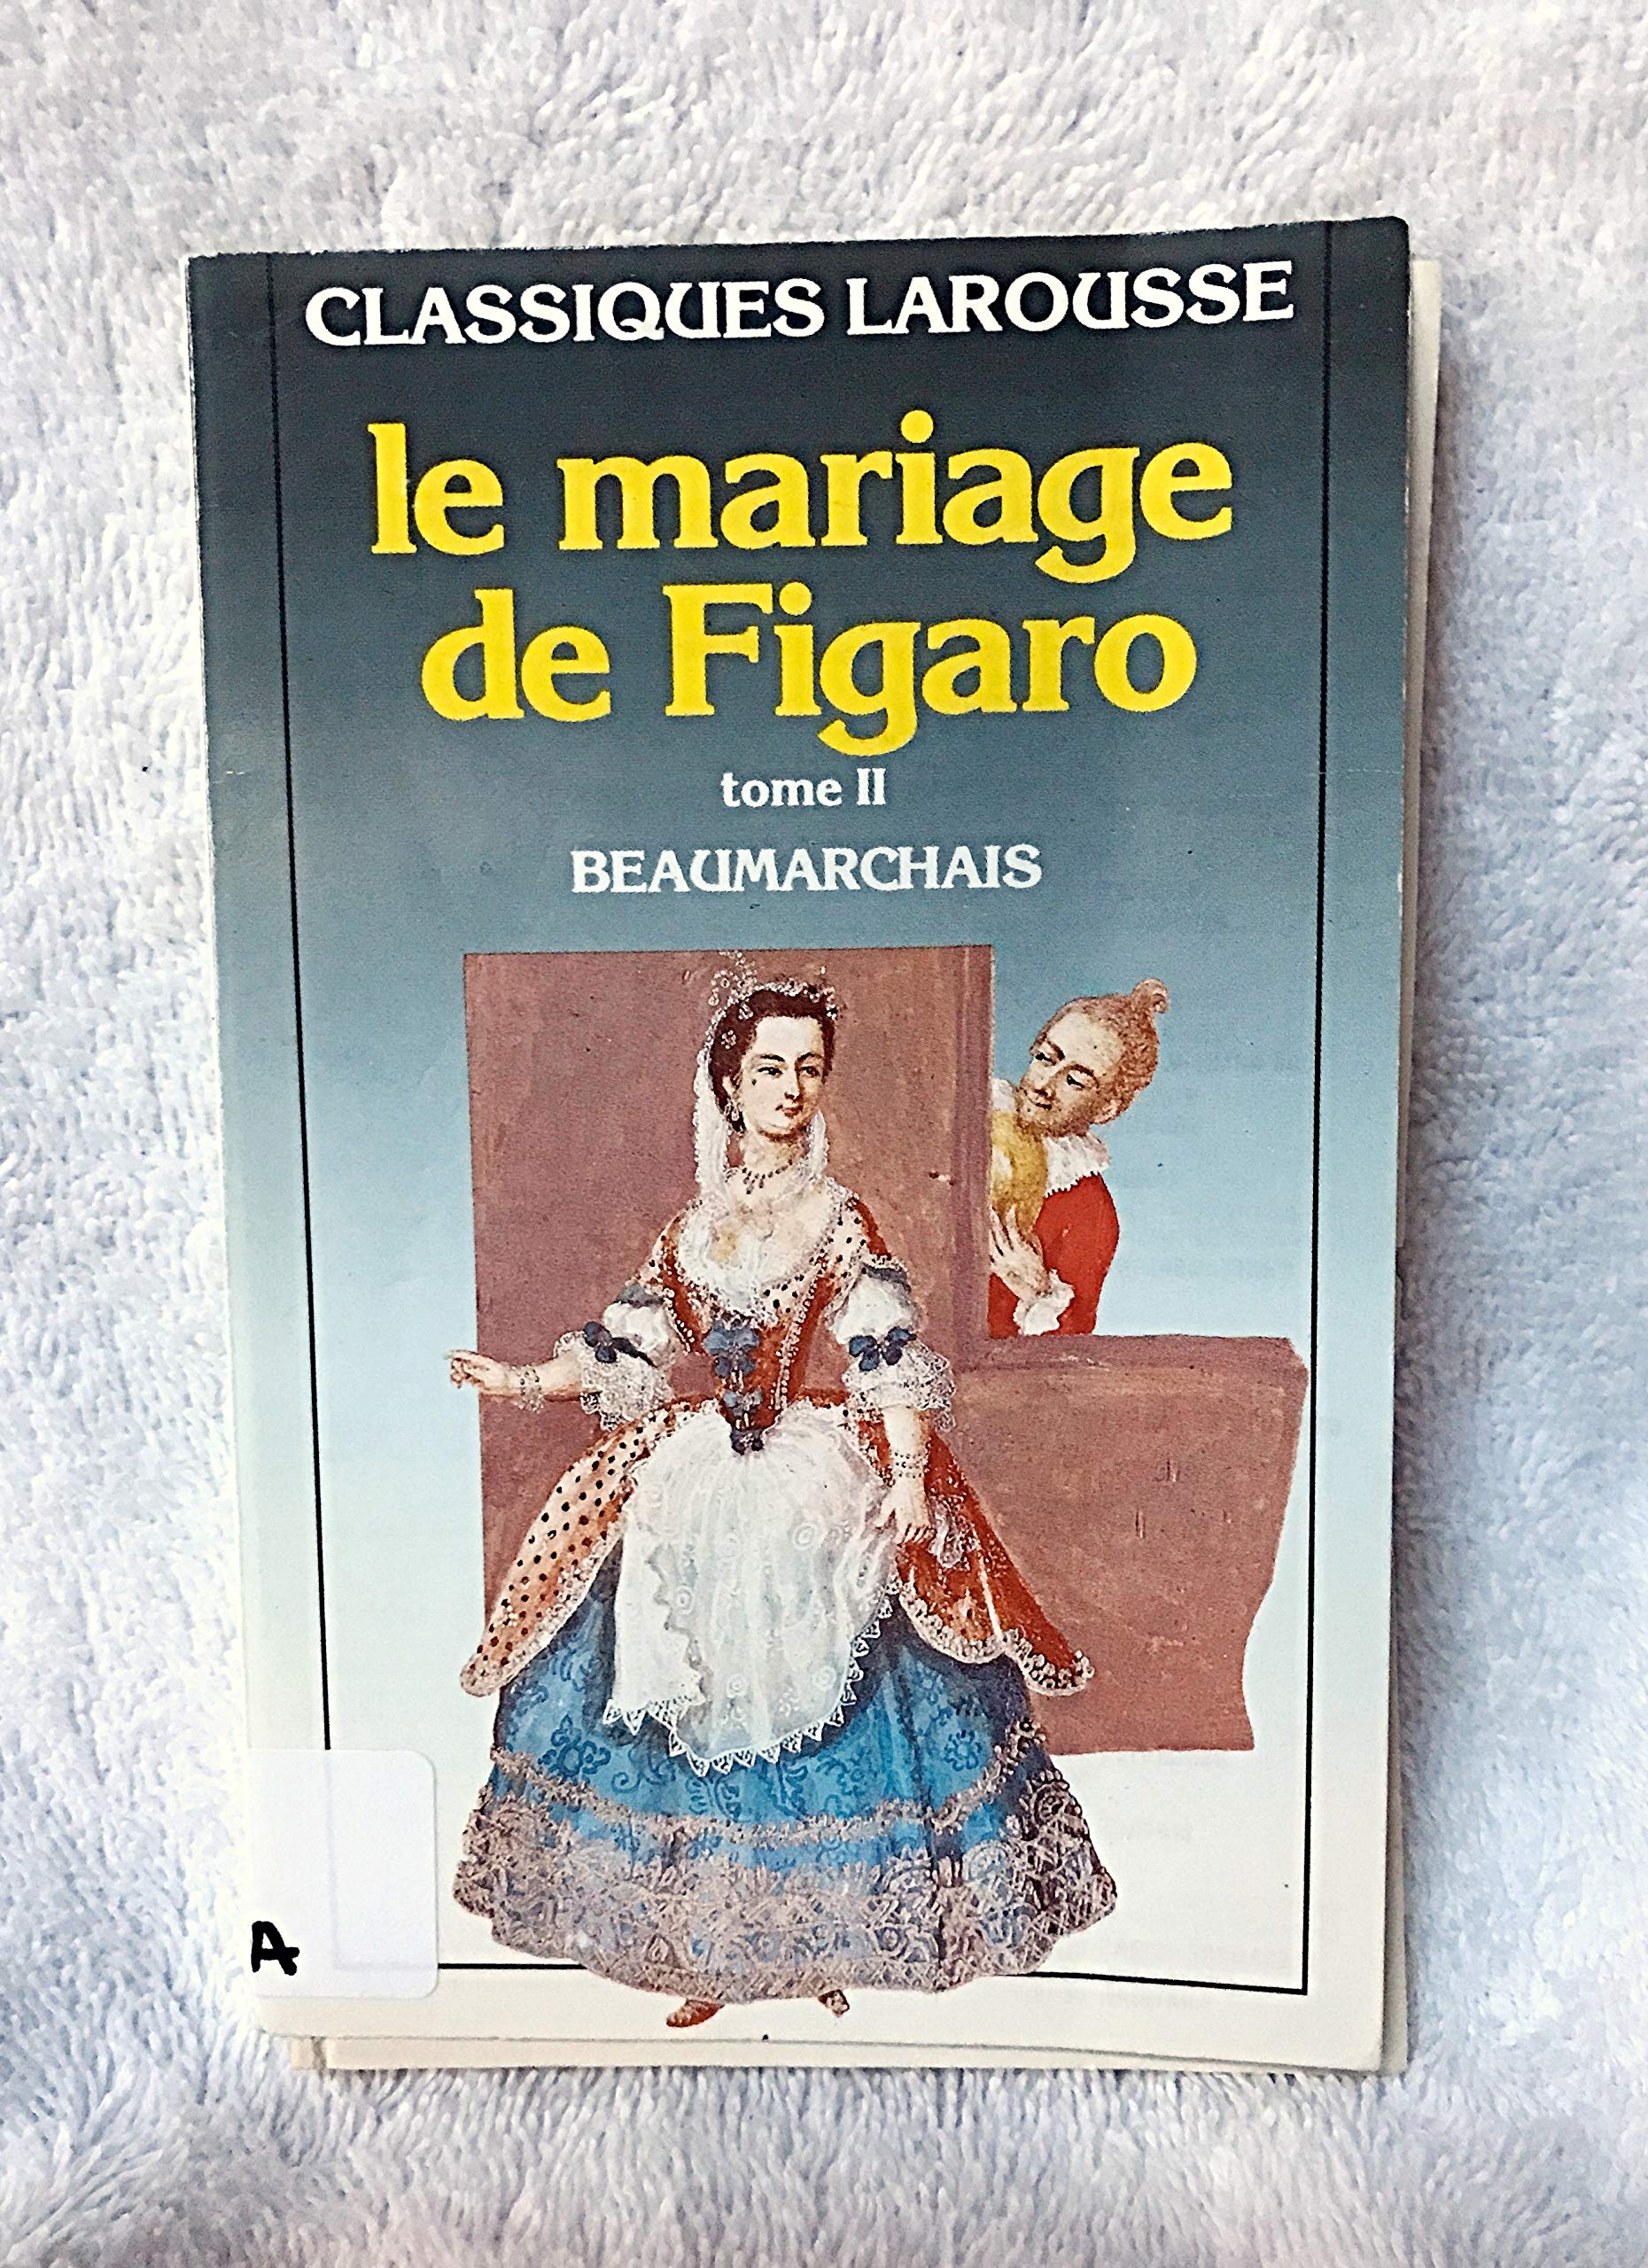 CLASSIQUES LAROUSSE
le mariage
de Figaro
tome II
BEAUMARCHAIS
A